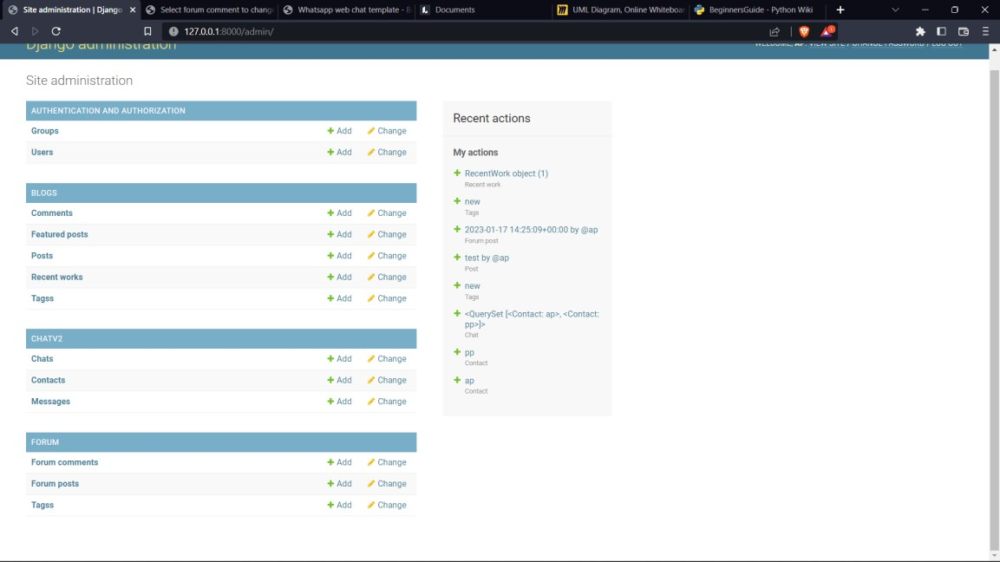 Site administration | Django
Select forum comment to change
Whatsapp web chat template - B
Documents
UML Diagram, Online Whiteboar
BeginnersGuide - Python Wiki
127.0.0.1:8000/admin/
Django administration
WELCOME, AP. VIEW SITE / CHANGE PASSWORD / LOG OUT
Site administration
AUTHENTICATION AND AUTHORIZATION
Groups Add Change
Users Add Change
BLOGS
Comments Add Change
Featured posts Add Change
Posts Add Change
Recent works Add Change
Tagss Add Change
CHATV2
Chats Add Change
Contacts Add Change
Messages Add Change
FORUM
Forum comments Add Change
Forum posts Add Change
Tagss Add Change
Recent actions
My actions
RecentWork object (1)
Recent work
new
Tags
2023-01-17 14:25:09+00:00 by @ap
Forum post
test by @ap
Post
new
Tags
<QuerySet [<Contact: ap>, <Contact:
pp>]>
Chat
pp
Contact
ap
Contact